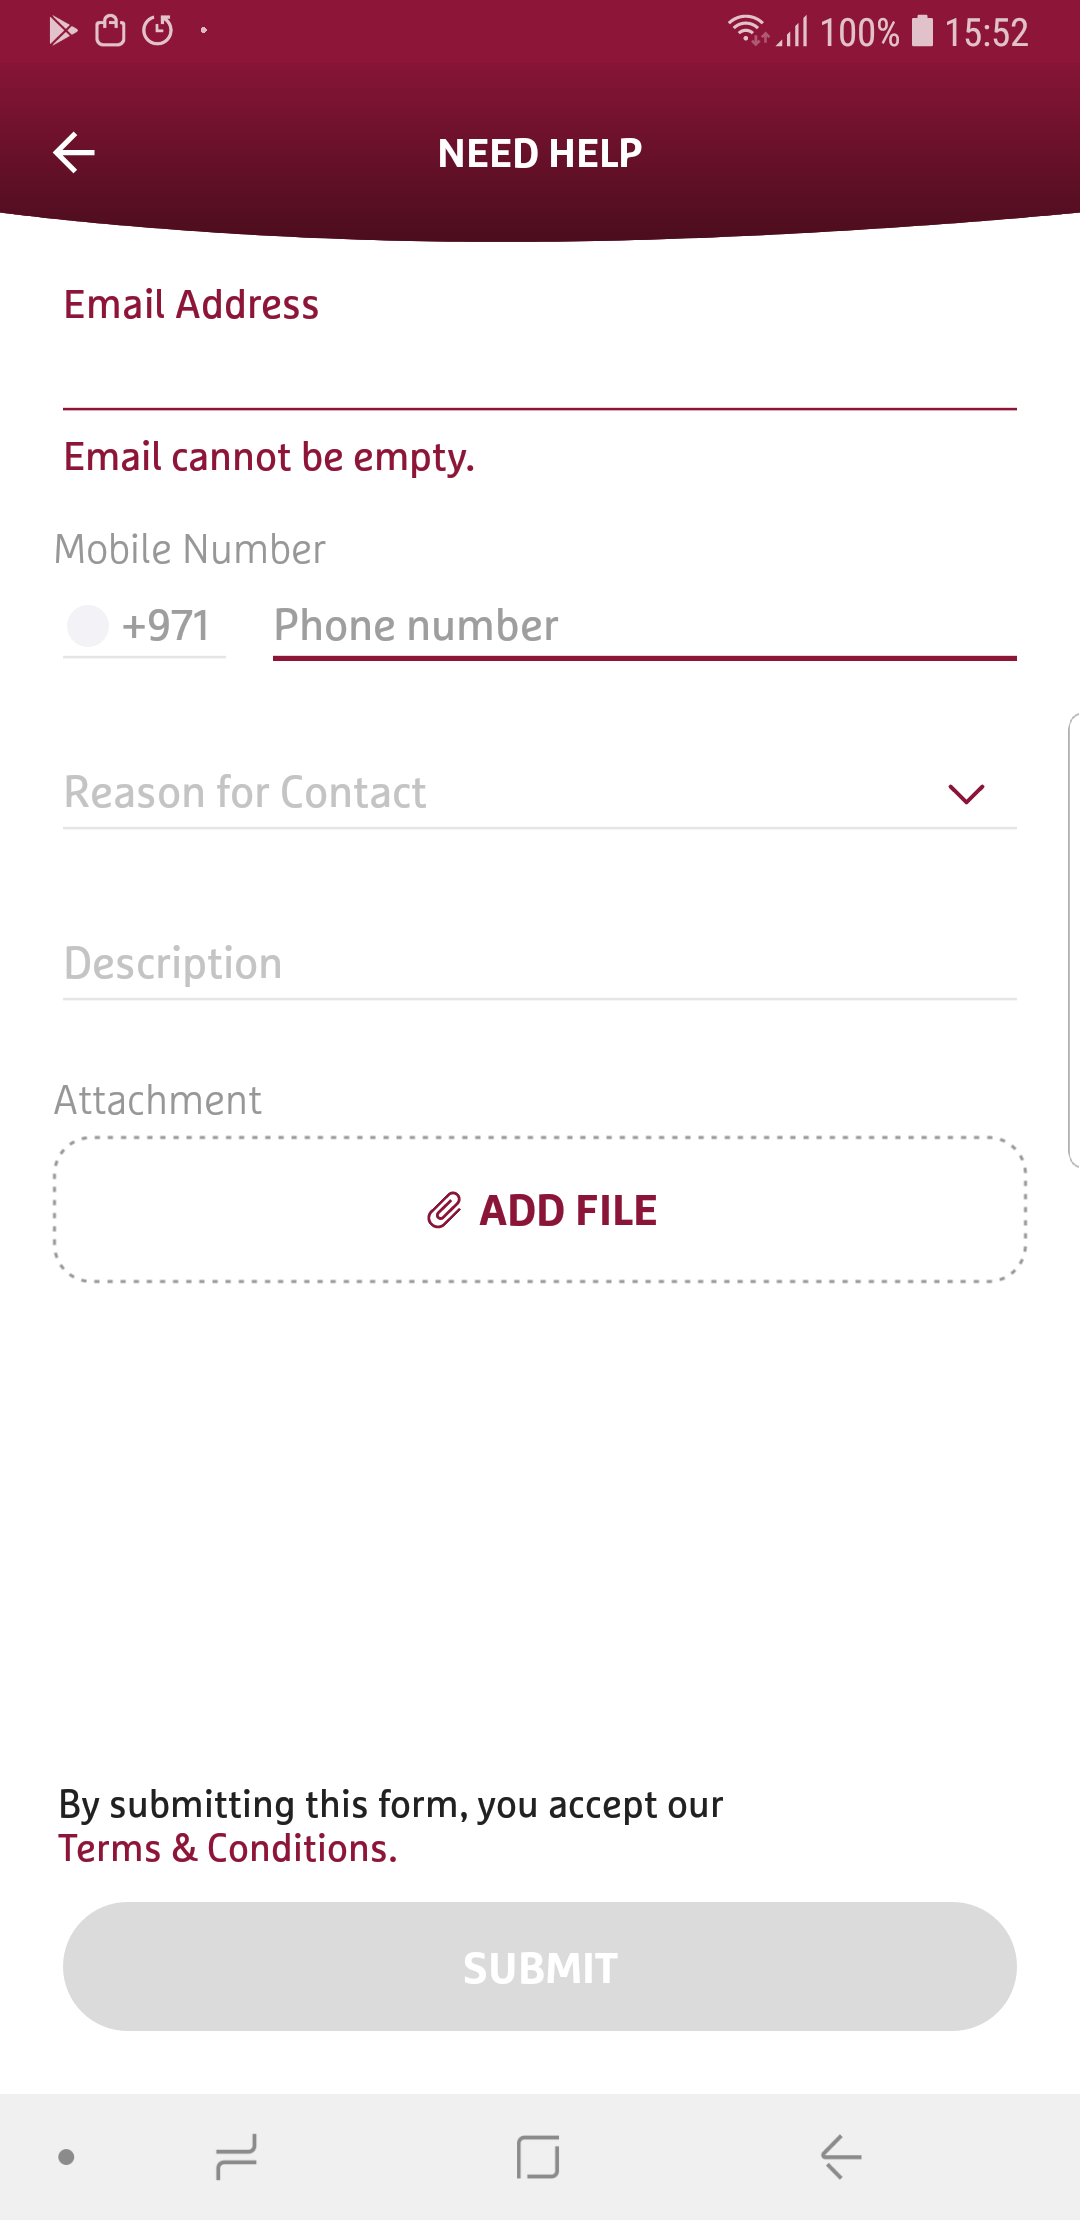 100% 15:52
NEED HELP
Email Address
Email cannot be empty.
Mobile Number
+971 Phone number
Reason for Contact
Description
Attachment
ADD FILE
By submitting this form, you accept our
Terms & Conditions.
SUBMIT